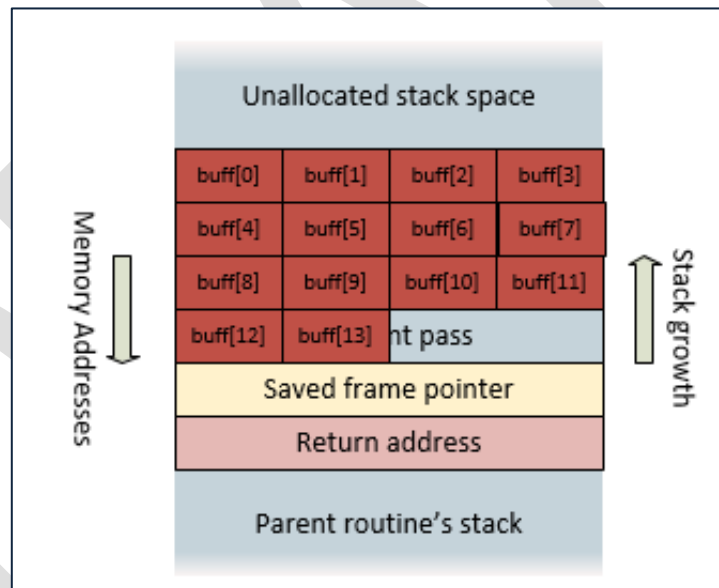 Unallocated stack space
buff[0] buff[1] buff[2] buff[3]
buff[4] buff[5] buff[6] buff[7]
buff[8] buff[9] buff[10] buff[11]
buff[12] buff[13] nt pass
Saved frame pointer
Return address
Parent routine's stack
Memory Addresses
Stack growth